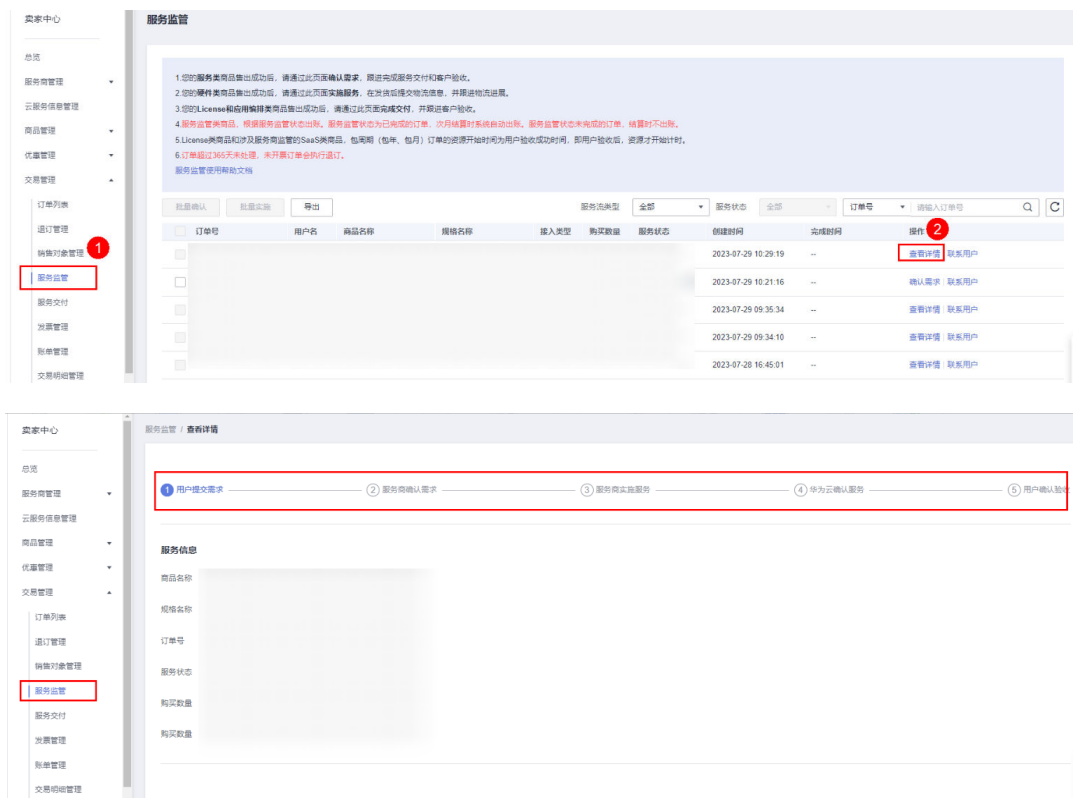 卖家中心
服务监管
总览
服务商管理
云服务信息管理
商品管理
优惠管理
交易管理
订单列表
退订管理
销售对象管理
1
服务监管
服务交付
发票管理
账单管理
交易明细管理
1.您的服务类商品售出成功后，请通过此页面确认需求，跟进完成服务交付和客户验收。
2.您的硬件类商品售出成功后，请通过此页面实施服务，在发货后提交物流信息，并跟进物流进展。
3.您的License和应用编排类商品售出成功后，请通过此页面完成交付，并跟进客户验收。
4.服务监管类商品，根据服务监管状态出账。服务监管状态为已完成的订单，次月结算时系统自动出账。服务监管状态未完成的订单，结算时不出账。
5.License类商品和涉及服务商监管的SaaS类商品，包周期（包年、包月）订单的资源开始时间为用户验收成功时间，即用户验收后，资源才开始计时。
6.订单超过365天未处理，未开票订单会执行退订。
服务监管使用帮助文档
批量确认 批量实施 导出 服务流类型 全部 服务状态 全部 订单号 请输入订单号
订单号 用户名 商品名称 规格名称 接入类型 购买数量 服务状态 创建时间 完成时间 操作 2
2023-07-29 10:29:19 -- 查看详情 联系用户
2023-07-29 10:21:16 -- 确认需求 联系用户
2023-07-29 09:35:34 -- 查看详情 联系用户
2023-07-29 09:34:10 -- 查看详情 联系用户
2023-07-28 16:45:01 -- 查看详情 联系用户
卖家中心
服务监管 / 查看详情
总览
服务商管理
云服务信息管理
商品管理
优惠管理
交易管理
订单列表
退订管理
销售对象管理
服务监管
服务交付
发票管理
账单管理
交易明细管理
1 用户提交需求 2 服务商确认需求 3 服务商实施服务 4 华为云确认服务 5 用户确认验收
服务信息
商品名称
规格名称
订单号
服务状态
购买数量
购买数量